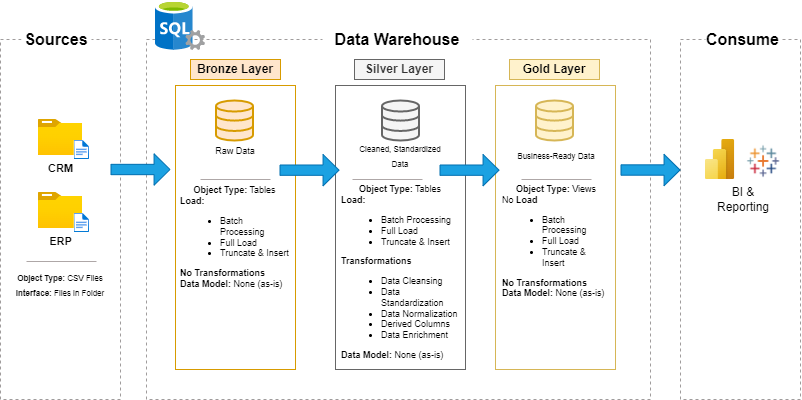 Sources
CRM
ERP
Object Type: CSV Files
Interface: Files in Folder
SQL
Data Warehouse
Bronze Layer
Raw Data
Object Type: Tables
Load:
• Batch
Processing
• Full Load
• Truncate & Insert
No Transformations
Data Model: None (as-is)
Silver Layer
Cleaned, Standardized
Data
Object Type: Tables
Load:
• Batch Processing
• Full Load
• Truncate & Insert
Transformations
• Data Cleansing
• Data
Standardization
• Data Normalization
• Derived Columns
• Data Enrichment
Data Model: None (as-is)
Gold Layer
Business-Ready Data
Object Type: Views
No Load
• Batch
Processing
• Full Load
• Truncate &
Insert
No Transformations
Data Model: None (as-is)
Consume
BI &
Reporting